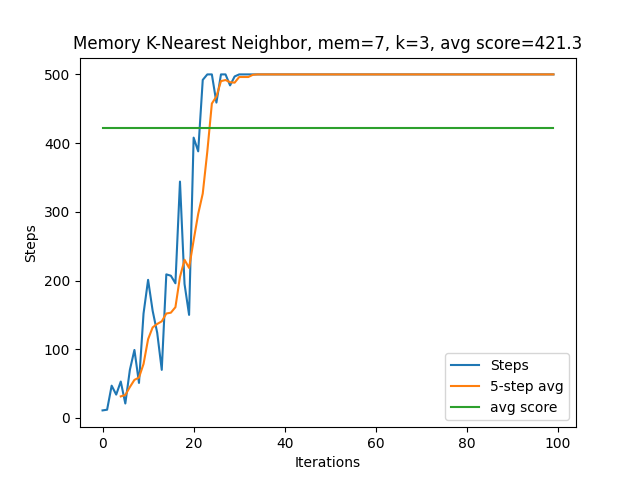 Memory K-Nearest Neighbor, mem=7, k=3, avg score=421.3
500
400
300
200
100
0
Steps
0 20 40 60 80 100
Iterations
Steps
5-step avg
avg score